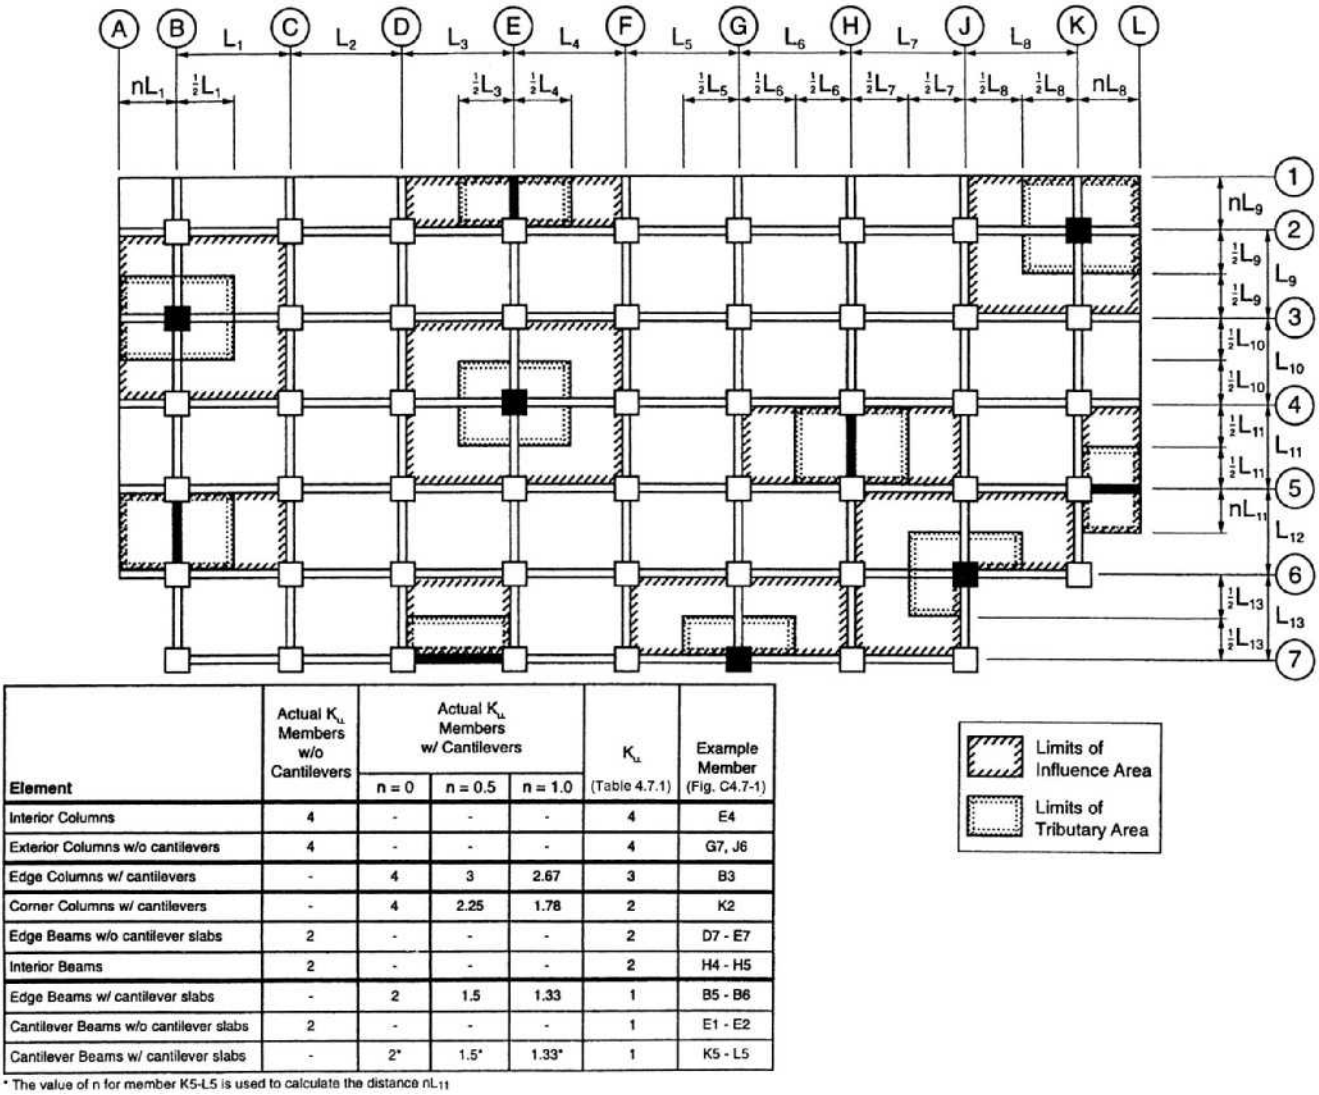 A B C D E F G H J K L
L₁ L₂ L₃ L₄ L₅ L₆ L₇ L₈
nL₁ ½L₁ ½L₃ ½L₄ ½L₅ ½L₆ ½L₆ ½L₇ ½L₇ ½L₈ ½L₈ nL₈
1
nL₉
2
½L₉
L₉
½L₉
3
½L₁₀
L₁₀
½L₁₀
4
½L₁₁
L₁₁
½L₁₁
5
nL₁₁
L₁₂
6
½L₁₃
L₁₃
½L₁₃
7
Element
Actual K_LL
Members
w/o
Cantilevers
Actual K_LL
Members
w/ Cantilevers
n = 0 n = 0.5 n = 1.0
K_LL
(Table 4.7.1)
Example
Member
(Fig. C4.7-1)
Interior Columns 4 - - - 4 E4
Exterior Columns w/o cantilevers 4 - - - 4 G7, J6
Edge Columns w/ cantilevers - 4 3 2.67 3 B3
Corner Columns w/ cantilevers - 4 2.25 1.78 2 K2
Edge Beams w/o cantilever slabs 2 - - - 2 D7 - E7
Interior Beams 2 - - - 2 H4 - H5
Edge Beams w/ cantilever slabs - 2 1.5 1.33 1 B5 - B6
Cantilever Beams w/o cantilever slabs 2 - - - 1 E1 - E2
Cantilever Beams w/ cantilever slabs - 2* 1.5* 1.33* 1 K5 - L5
* The value of n for member K5-L5 is used to calculate the distance nL₁₁
Limits of
Influence Area
Limits of
Tributary Area